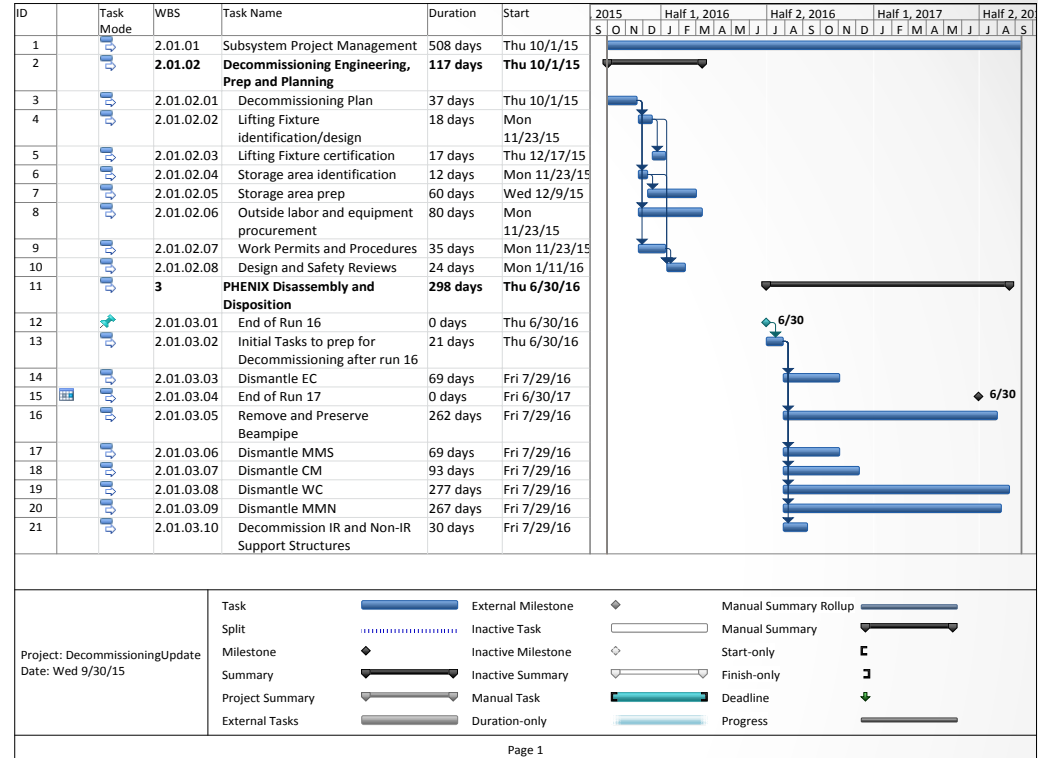 ID Task Mode WBS Task Name Duration Start , 2015 Half 1, 2016 Half 2, 2016 Half 1, 2017 Half 2, 20
S O N D J F M A M J J A S O N D J F M A M J J A S
1 2.01.01 Subsystem Project Management 508 days Thu 10/1/15
2 2.01.02 Decommissioning Engineering, 117 days Thu 10/1/15
Prep and Planning
3 2.01.02.01 Decommissioning Plan 37 days Thu 10/1/15
4 2.01.02.02 Lifting Fixture 18 days Mon
identification/design 11/23/15
5 2.01.02.03 Lifting Fixture certification 17 days Thu 12/17/15
6 2.01.02.04 Storage area identification 12 days Mon 11/23/15
7 2.01.02.05 Storage area prep 60 days Wed 12/9/15
8 2.01.02.06 Outside labor and equipment 80 days Mon
procurement 11/23/15
9 2.01.02.07 Work Permits and Procedures 35 days Mon 11/23/15
10 2.01.02.08 Design and Safety Reviews 24 days Mon 1/11/16
11 3 PHENIX Disassembly and 298 days Thu 6/30/16
Disposition
12 2.01.03.01 End of Run 16 0 days Thu 6/30/16 6/30
13 2.01.03.02 Initial Tasks to prep for 21 days Thu 6/30/16
Decommissioning after run 16
14 2.01.03.03 Dismantle EC 69 days Fri 7/29/16
15 2.01.03.04 End of Run 17 0 days Fri 6/30/17 6/30
16 2.01.03.05 Remove and Preserve 262 days Fri 7/29/16
Beampipe
17 2.01.03.06 Dismantle MMS 69 days Fri 7/29/16
18 2.01.03.07 Dismantle CM 93 days Fri 7/29/16
19 2.01.03.08 Dismantle WC 277 days Fri 7/29/16
20 2.01.03.09 Dismantle MMN 267 days Fri 7/29/16
21 2.01.03.10 Decommission IR and Non-IR 30 days Fri 7/29/16
Support Structures
Project: DecommissioningUpdate
Date: Wed 9/30/15
Task External Milestone Manual Summary Rollup
Split Inactive Task Manual Summary
Milestone Inactive Milestone Start-only
Summary Inactive Summary Finish-only
Project Summary Manual Task Deadline
External Tasks Duration-only Progress
Page 1